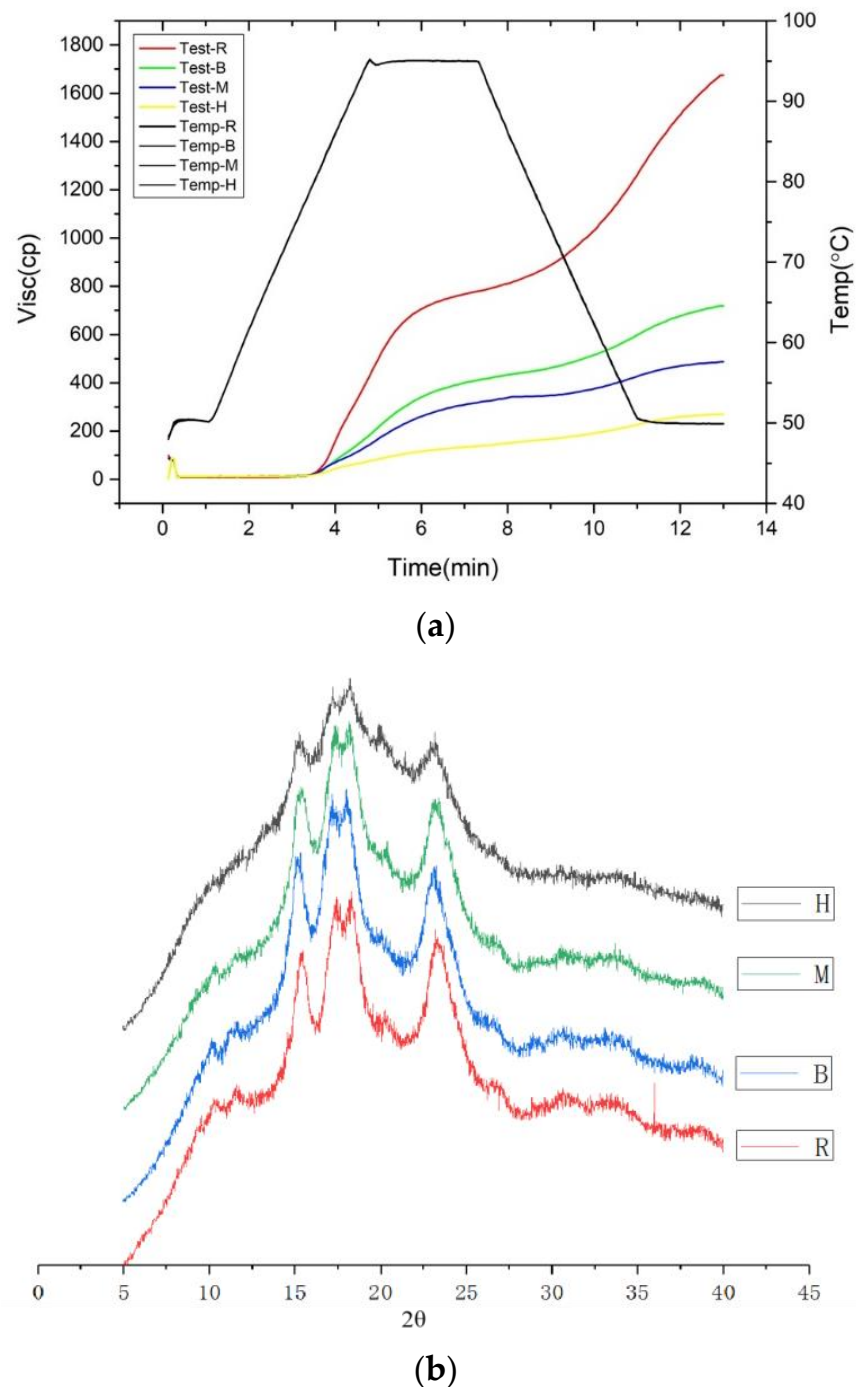 Test-R
Test-B
Test-M
Test-H
Temp-R
Temp-B
Temp-M
Temp-H
1800
1600
1400
1200
1000
800
600
400
200
0
Visc(cp)
100
90
80
70
60
50
40
Temp(°C)
0 2 4 6 8 10 12 14
Time(min)
(a)
H
M
B
R
0 5 10 15 20 25 30 35 40 45
2θ
(b)